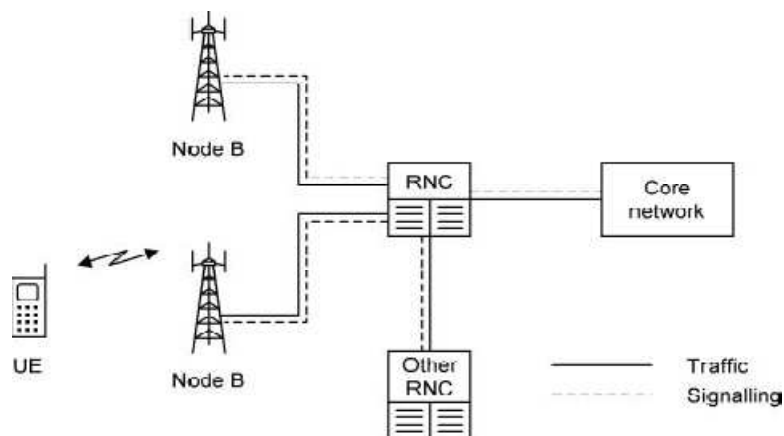 Node B
RNC
Core
network
UE
Node B
Other
RNC
Traffic
Signalling